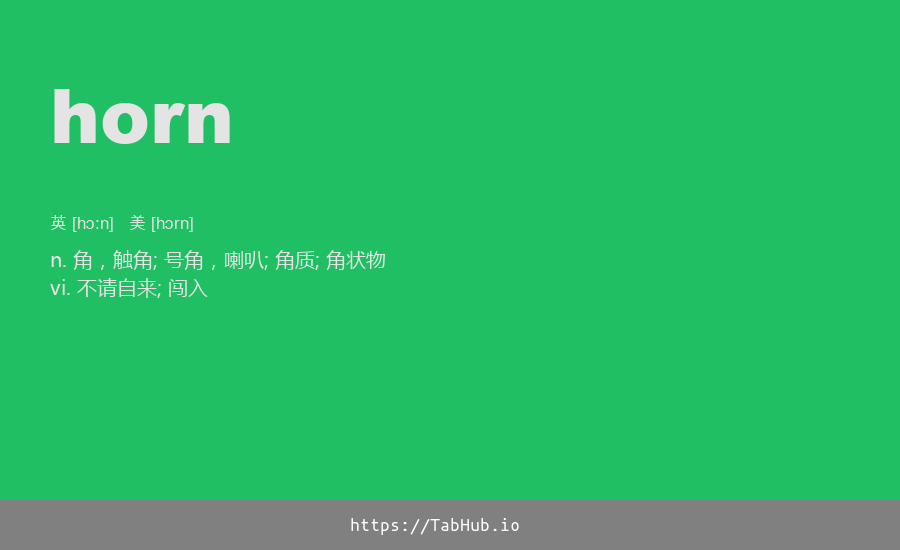 horn
英 [hɔːn] 美 [hɔrn]
n. 角，触角; 号角，喇叭; 角质; 角状物
vi. 不请自来; 闯入
https://TabHub.io